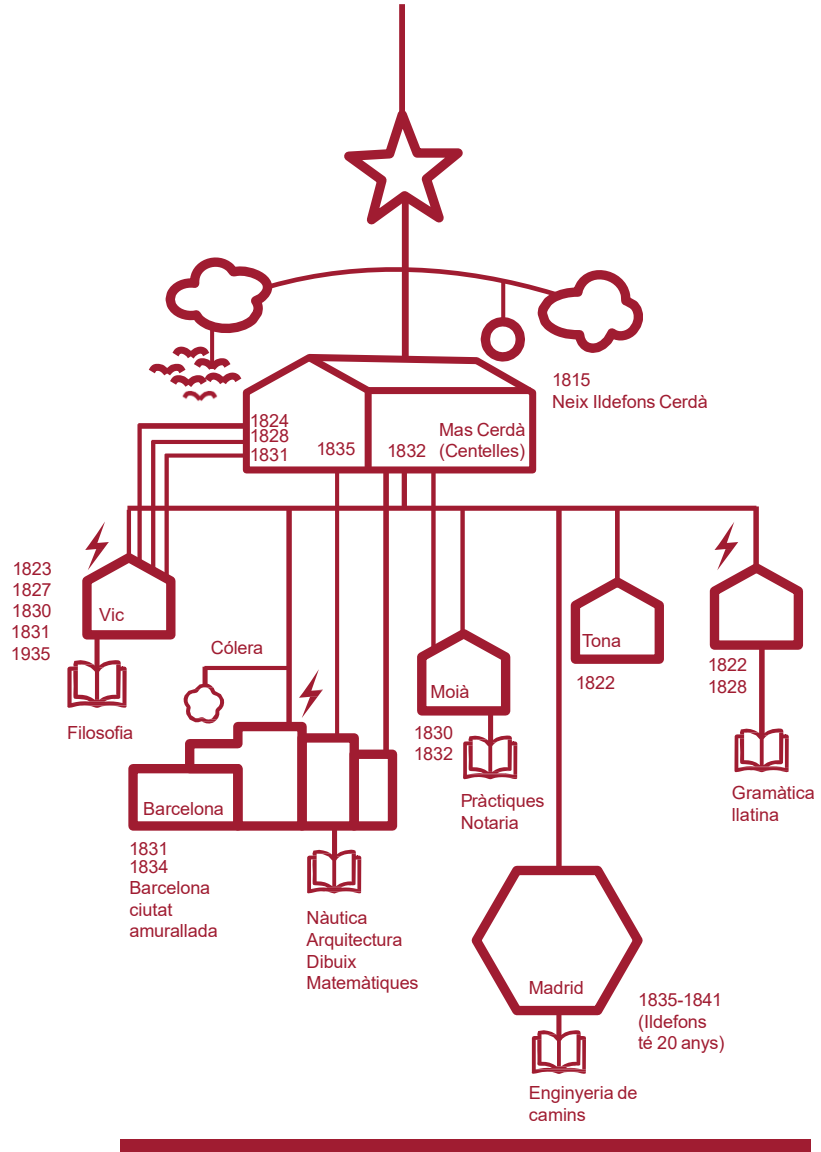 1815
Neix Ildefons Cerdà
1824
1828
1831
1835
1832
Mas Cerdà
(Centelles)
1823
1827
1830
1831
1935
Vic
Filosofia
Cólera
Barcelona
1831
1834
Barcelona
ciutat
amurallada
Nàutica
Arquitectura
Dibuix
Matemàtiques
Moià
1830
1832
Pràctiques
Notaria
Tona
1822
1822
1828
Gramàtica
llatina
Madrid
1835-1841
(Ildefons
té 20 anys)
Enginyeria de
camins